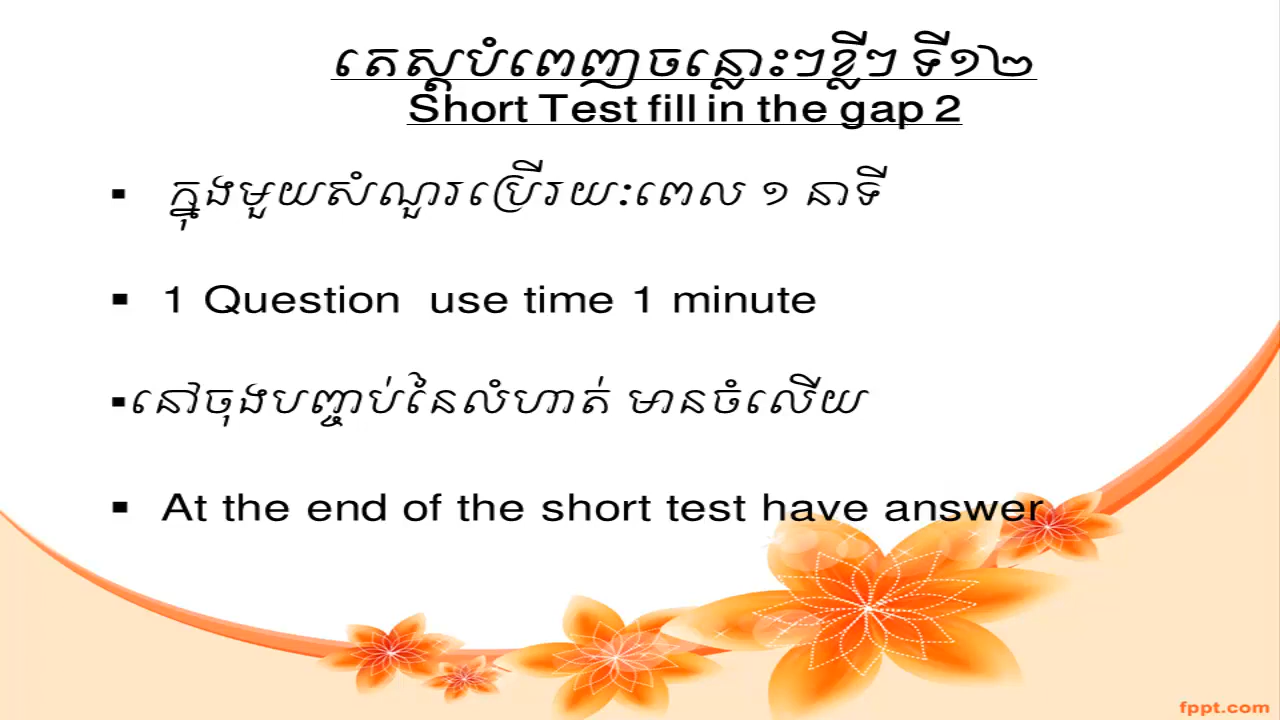 តេស្តបំពេញចន្លោះៗខ្លីៗ ទី១២
Short Test fill in the gap 2
▪ ក្នុងមួយសំណួរប្រើរយៈពេល ១ នាទី
▪ 1 Question use time 1 minute
▪នៅចុងបញ្ចប់នៃលំហាត់ មានចំលើយ
▪ At the end of the short test have answer
fppt.com